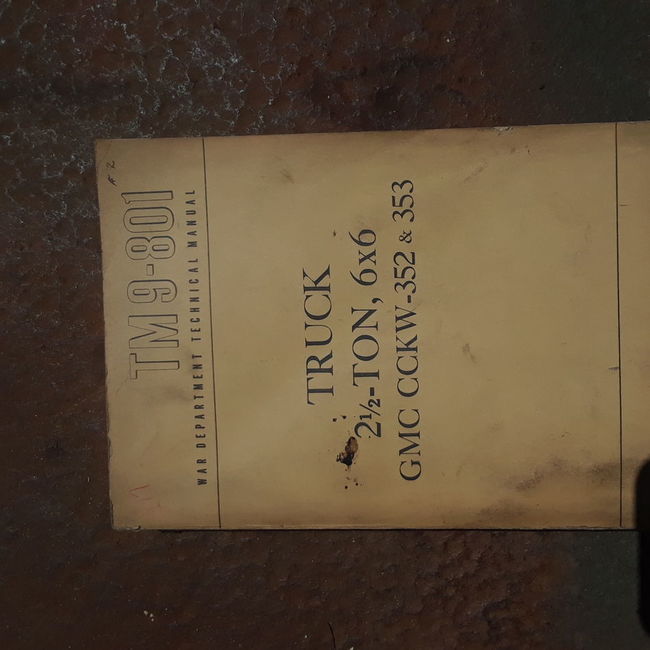 TM 9-801
WAR DEPARTMENT TECHNICAL MANUAL
TRUCK
2½-TON, 6x6
GMC CCKW-352 & 353